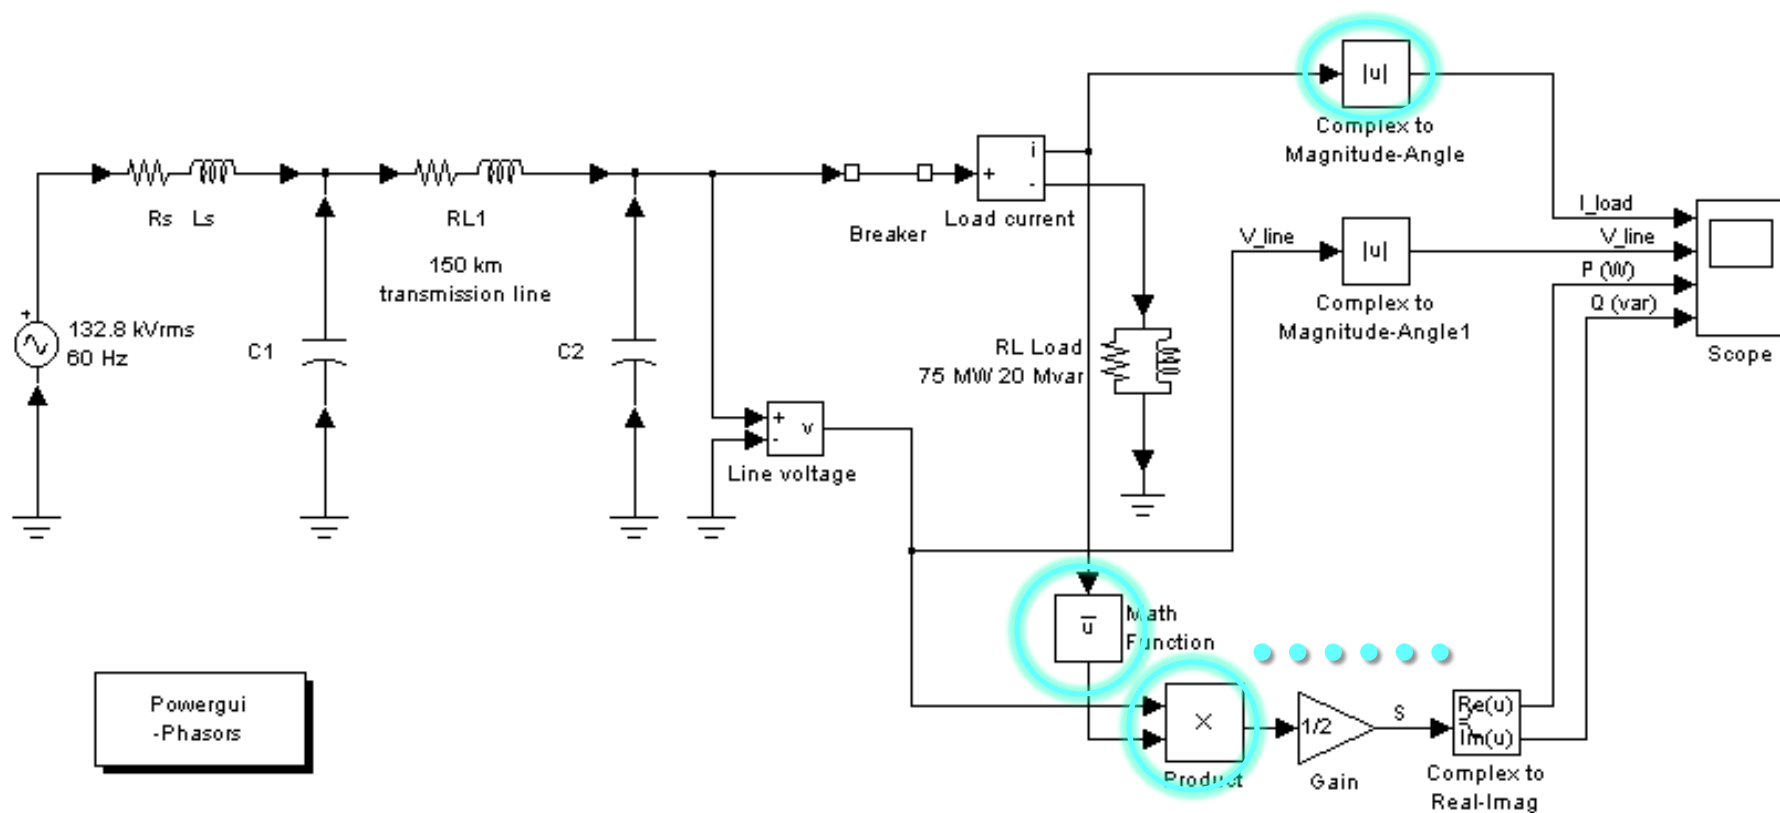 |u|
Complex to
Magnitude-Angle
i
+
-
Load current
Rs Ls
RL1
Breaker
I_load
V_line
|u|
V_line
150 km
transmission line
P (W)
Q (var)
Complex to
Magnitude-Angle1
+
132.8 kVrms
60 Hz
C1
C2
RL Load
75 MW 20 Mvar
Scope
+
-
v
Line voltage
u̅
Math
Function
Powergui
-Phasors
×
1/2
S
Re(u)
Im(u)
Product
Gain
Complex to
Real-Imag